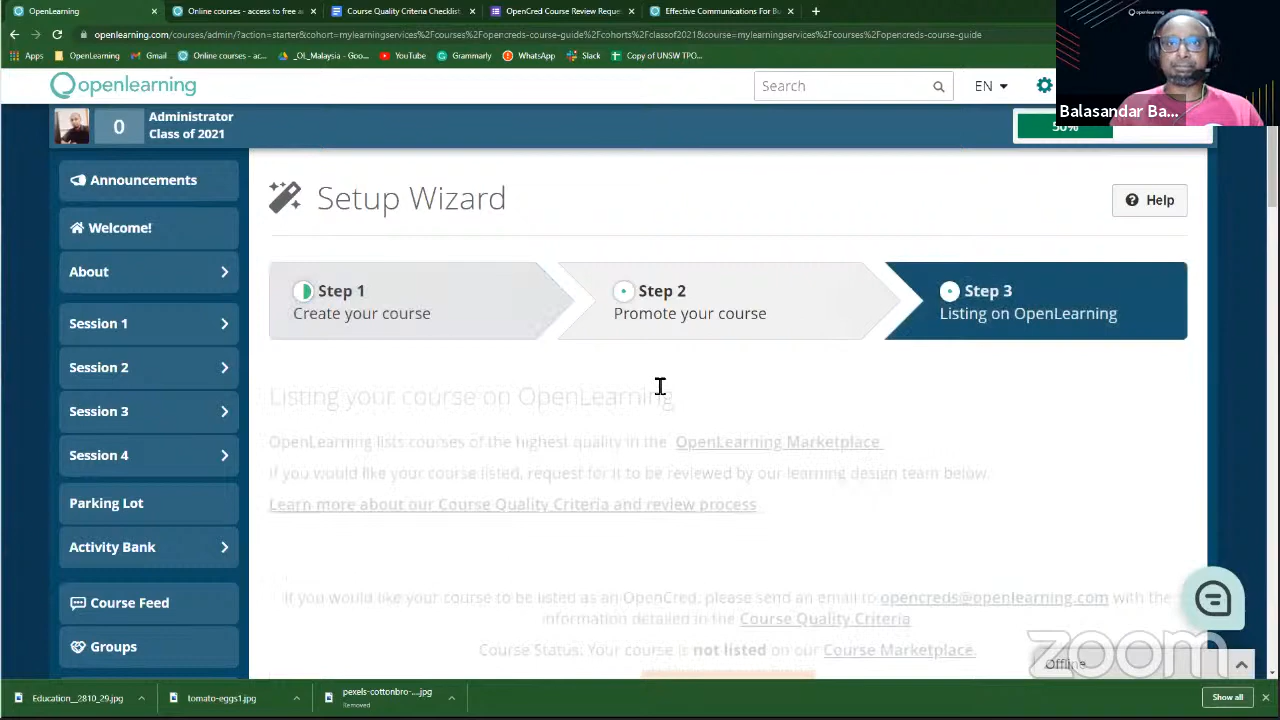 OpenLearning
Online courses - access to free a
Course Quality Criteria Checklist
OpenCred Course Review Reques
Effective Communications For Bu
openlearning.com/courses/admin/?action=starter&cohort=mylearningservices%2Fcourses%2Fopencreds-course-guide%2Fcohorts%2Fclassof2021&course=mylearningservices%2Fcourses%2Fopencreds-course-guide
Apps
OpenLearning
Gmail
Online courses - ac...
_OL_Malaysia - Goo...
YouTube
Grammarly
WhatsApp
Slack
Copy of UNSW TPO...
openlearning
Search
EN
Balasandar Ba...
0
Administrator
Class of 2021
50%
Announcements
Welcome!
About
Session 1
Session 2
Session 3
Session 4
Parking Lot
Activity Bank
Course Feed
Groups
Setup Wizard
Help
Step 1
Create your course
Step 2
Promote your course
Step 3
Listing on OpenLearning
Listing your course on OpenLearning
OpenLearning lists courses of the highest quality in the OpenLearning Marketplace
If you would like your course listed, request for it to be reviewed by our learning design team below.
Learn more about our Course Quality Criteria and review process
If you would like your course to be listed as an OpenCred, please send an email to opencreds@openlearning.com with the
information detailed in the Course Quality Criteria
Course Status: Your course is not listed on our Course Marketplace.
Offline
zoom
Education_2810_29.jpg
tomato-eggs1.jpg
pexels-cottonbro-....jpg
Removed
Show all